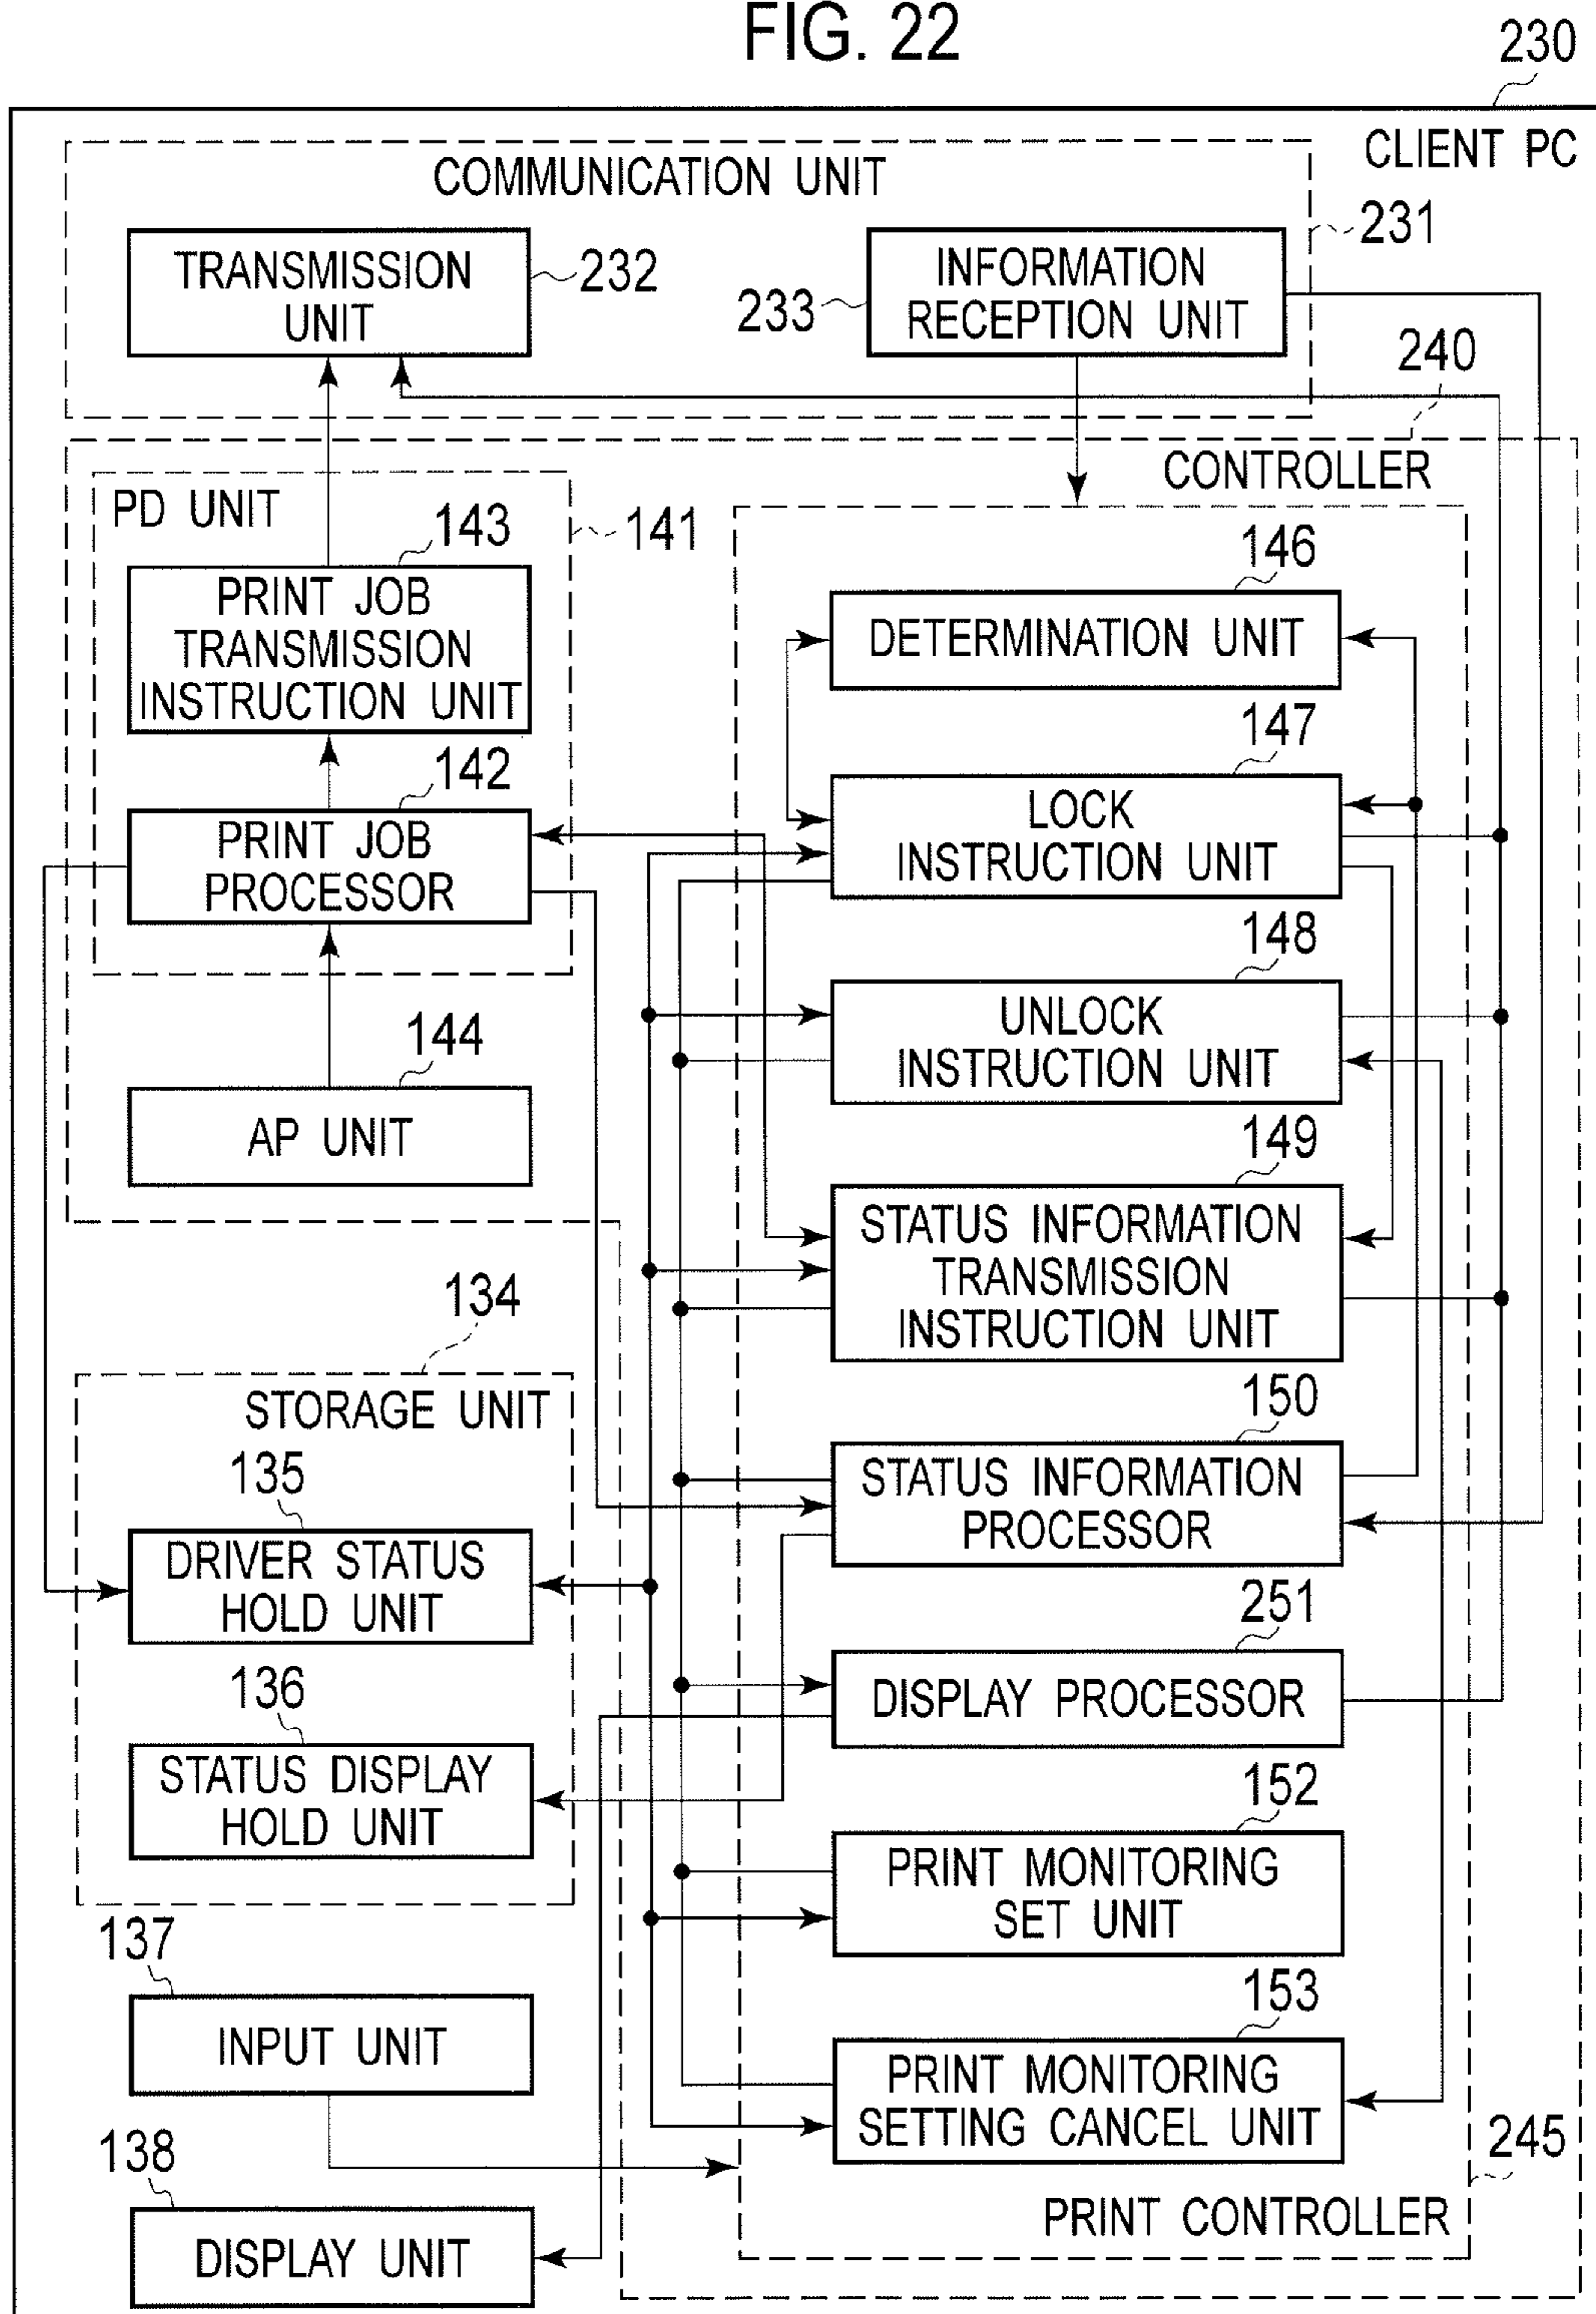 FIG. 22
230
CLIENT PC
COMMUNICATION UNIT
231
TRANSMISSION
UNIT
232
233
INFORMATION
RECEPTION UNIT
240
CONTROLLER
PD UNIT
141
143
PRINT JOB
TRANSMISSION
INSTRUCTION UNIT
142
PRINT JOB
PROCESSOR
144
AP UNIT
146
DETERMINATION UNIT
147
LOCK
INSTRUCTION UNIT
148
UNLOCK
INSTRUCTION UNIT
149
STATUS INFORMATION
TRANSMISSION
INSTRUCTION UNIT
134
STORAGE UNIT
135
DRIVER STATUS
HOLD UNIT
136
STATUS DISPLAY
HOLD UNIT
150
STATUS INFORMATION
PROCESSOR
251
DISPLAY PROCESSOR
152
PRINT MONITORING
SET UNIT
137
INPUT UNIT
153
PRINT MONITORING
SETTING CANCEL UNIT
245
138
DISPLAY UNIT
PRINT CONTROLLER